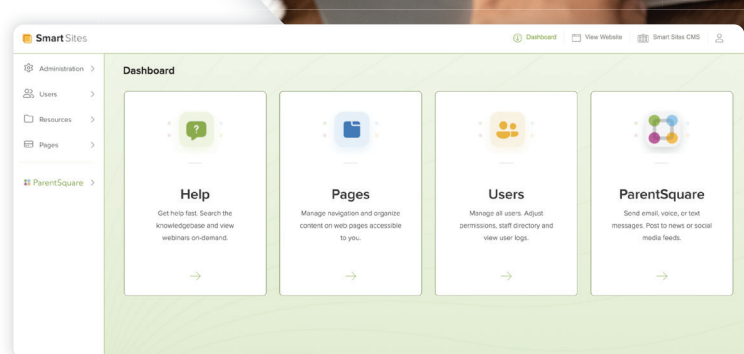 Smart Sites
Dashboard
View Website
Smart Sites CMS
Administration
Users
Resources
Pages
ParentSquare
Dashboard
?
Help
Get help fast. Search the
knowledgebase and view
webinars on-demand.
Pages
Manage navigation and organize
content on web pages accessible
to you.
Users
Manage all users. Adjust
permissions, staff directory and
view user logs.
ParentSquare
Send email, voice, or text
messages. Post to news or social
media feeds.